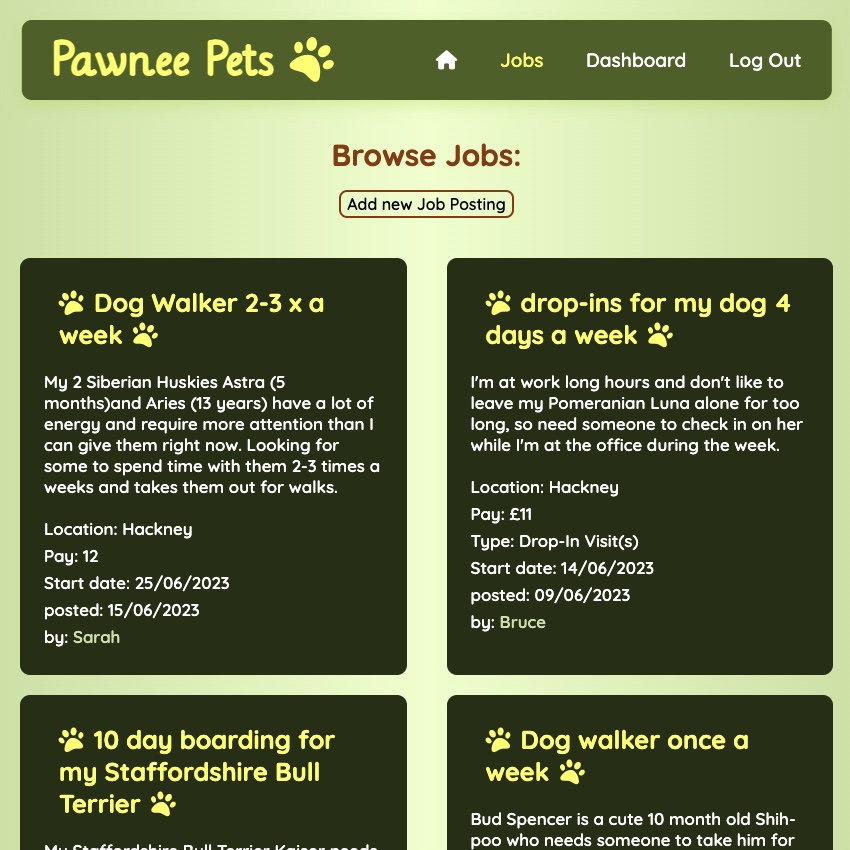 Pawnee Pets
Jobs Dashboard Log Out
Browse Jobs:
Add new Job Posting
Dog Walker 2-3 x a
week
My 2 Siberian Huskies Astra (5
months)and Aries (13 years) have a lot of
energy and require more attention than I
can give them right now. Looking for
some to spend time with them 2-3 times a
weeks and takes them out for walks.
Location: Hackney
Pay: 12
Start date: 25/06/2023
posted: 15/06/2023
by: Sarah
drop-ins for my dog 4
days a week
I'm at work long hours and don't like to
leave my Pomeranian Luna alone for too
long, so need someone to check in on her
while I'm at the office during the week.
Location: Hackney
Pay: £11
Type: Drop-In Visit(s)
Start date: 14/06/2023
posted: 09/06/2023
by: Bruce
10 day boarding for
my Staffordshire Bull
Terrier
My Staffordshire Bull Terrier Kaiser needs
Dog walker once a
week
Bud Spencer is a cute 10 month old Shih-
poo who needs someone to take him for